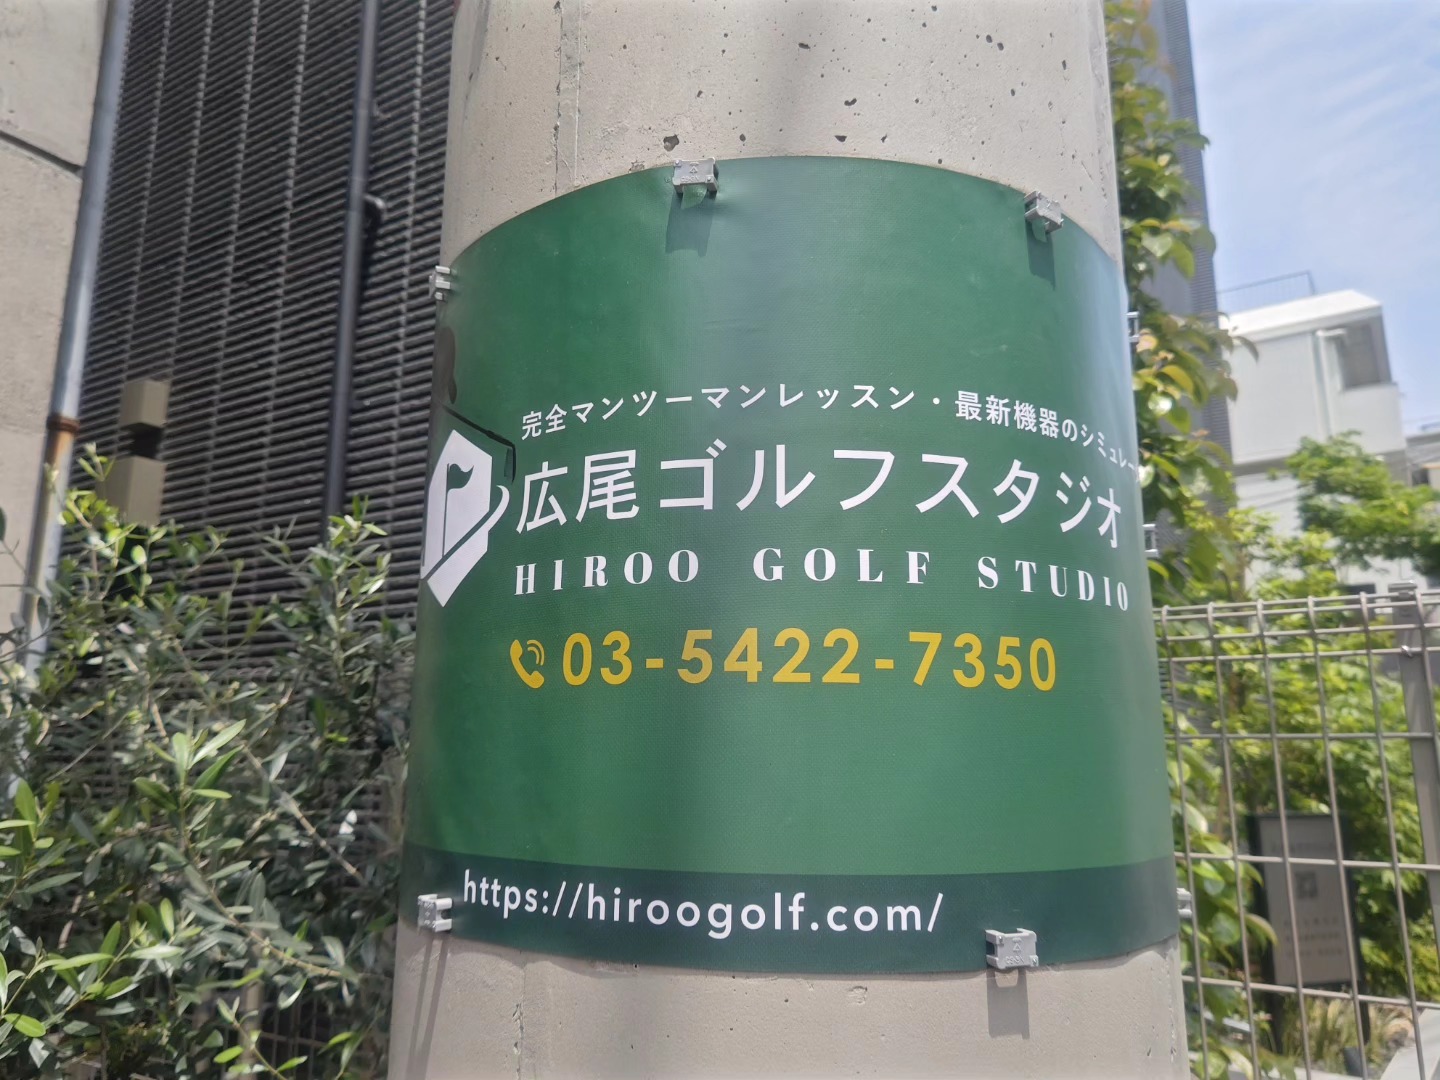 完全マンツーマンレッスン・最新機器のシミュレー
広尾ゴルフスタジオ
HIROO GOLF STUDIO
03-5422-7350
https://hiroogolf.com/